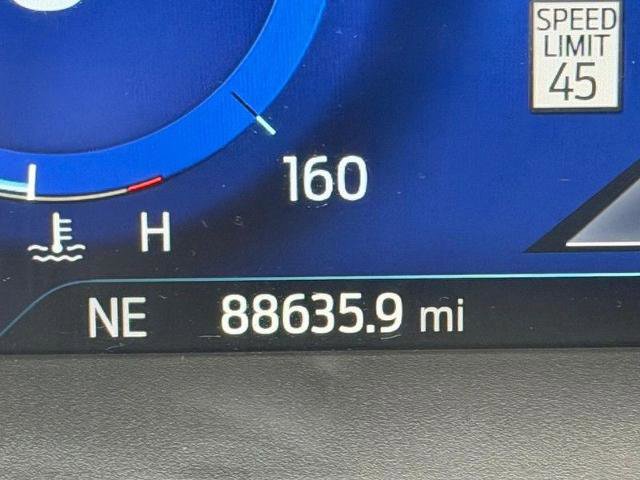 SPEED
LIMIT
45
160
H
NE 88635.9 mi